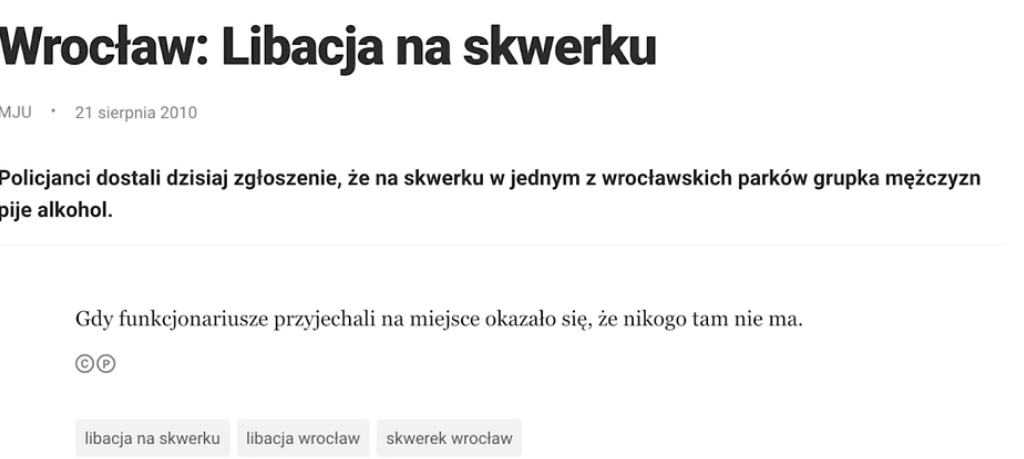 Wrocław: Libacja na skwerku
MJU • 21 sierpnia 2010
Policjanci dostali dzisiaj zgłoszenie, że na skwerku w jednym z wrocławskich parków grupka mężczyzn
pije alkohol.
Gdy funkcjonariusze przyjechali na miejsce okazało się, że nikogo tam nie ma.
©℗
libacja na skwerku libacja wrocław skwerek wrocław